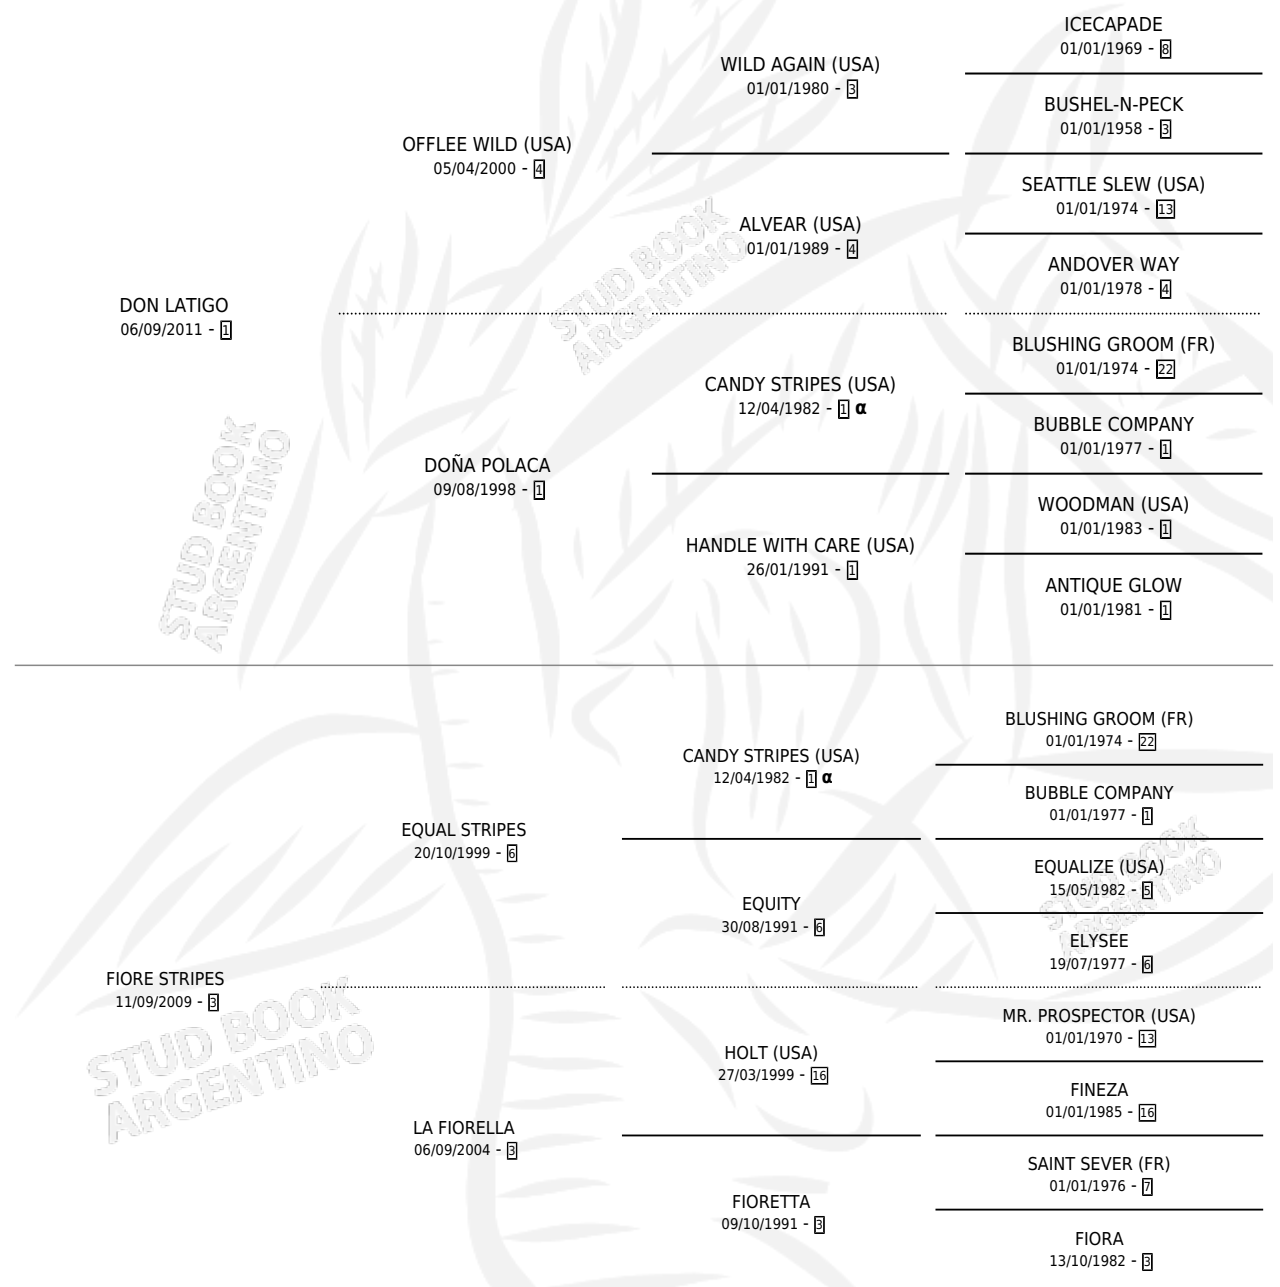 ICECAPADE
01/01/1969 - 8
WILD AGAIN (USA)
01/01/1980 - 3
BUSHEL-N-PECK
01/01/1958 - 3
OFFLEE WILD (USA)
05/04/2000 - 4
SEATTLE SLEW (USA)
01/01/1974 - 13
ALVEAR (USA)
01/01/1989 - 4
ANDOVER WAY
01/01/1978 - 4
STUD BOOK
ARGENTINO
DON LATIGO
06/09/2011 - 1
BLUSHING GROOM (FR)
01/01/1974 - 22
CANDY STRIPES (USA)
12/04/1982 - 1 α
BUBBLE COMPANY
01/01/1977 - 1
DOÑA POLACA
09/08/1998 - 1
WOODMAN (USA)
01/01/1983 - 1
HANDLE WITH CARE (USA)
26/01/1991 - 1
ANTIQUE GLOW
01/01/1981 - 1
STUD BOOK
ARGENTINO
BLUSHING GROOM (FR)
01/01/1974 - 22
CANDY STRIPES (USA)
12/04/1982 - 1 α
BUBBLE COMPANY
01/01/1977 - 1
EQUAL STRIPES
20/10/1999 - 6
EQUALIZE (USA)
15/05/1982 - 5
EQUITY
30/08/1991 - 6
ELYSEE
19/07/1977 - 6
STUD BOOK
ARGENTINO
FIORE STRIPES
11/09/2009 - 3
MR. PROSPECTOR (USA)
01/01/1970 - 13
HOLT (USA)
27/03/1999 - 16
FINEZA
01/01/1985 - 16
LA FIORELLA
06/09/2004 - 3
SAINT SEVER (FR)
01/01/1976 - 7
FIORETTA
09/10/1991 - 3
FIORA
13/10/1982 - 3
STUD BOOK
ARGENTINO